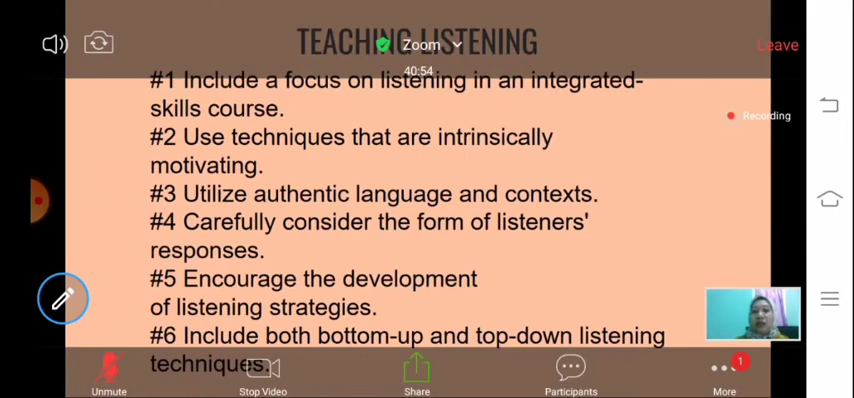 TEACHING LISTENING
Zoom
Leave
40:54
#1 Include a focus on listening in an integrated-
skills course.
Recording
#2 Use techniques that are intrinsically
motivating.
#3 Utilize authentic language and contexts.
#4 Carefully consider the form of listeners'
responses.
#5 Encourage the development
of listening strategies.
#6 Include both bottom-up and top-down listening
techniques.
1
Unmute
Stop Video
Share
Participants
More